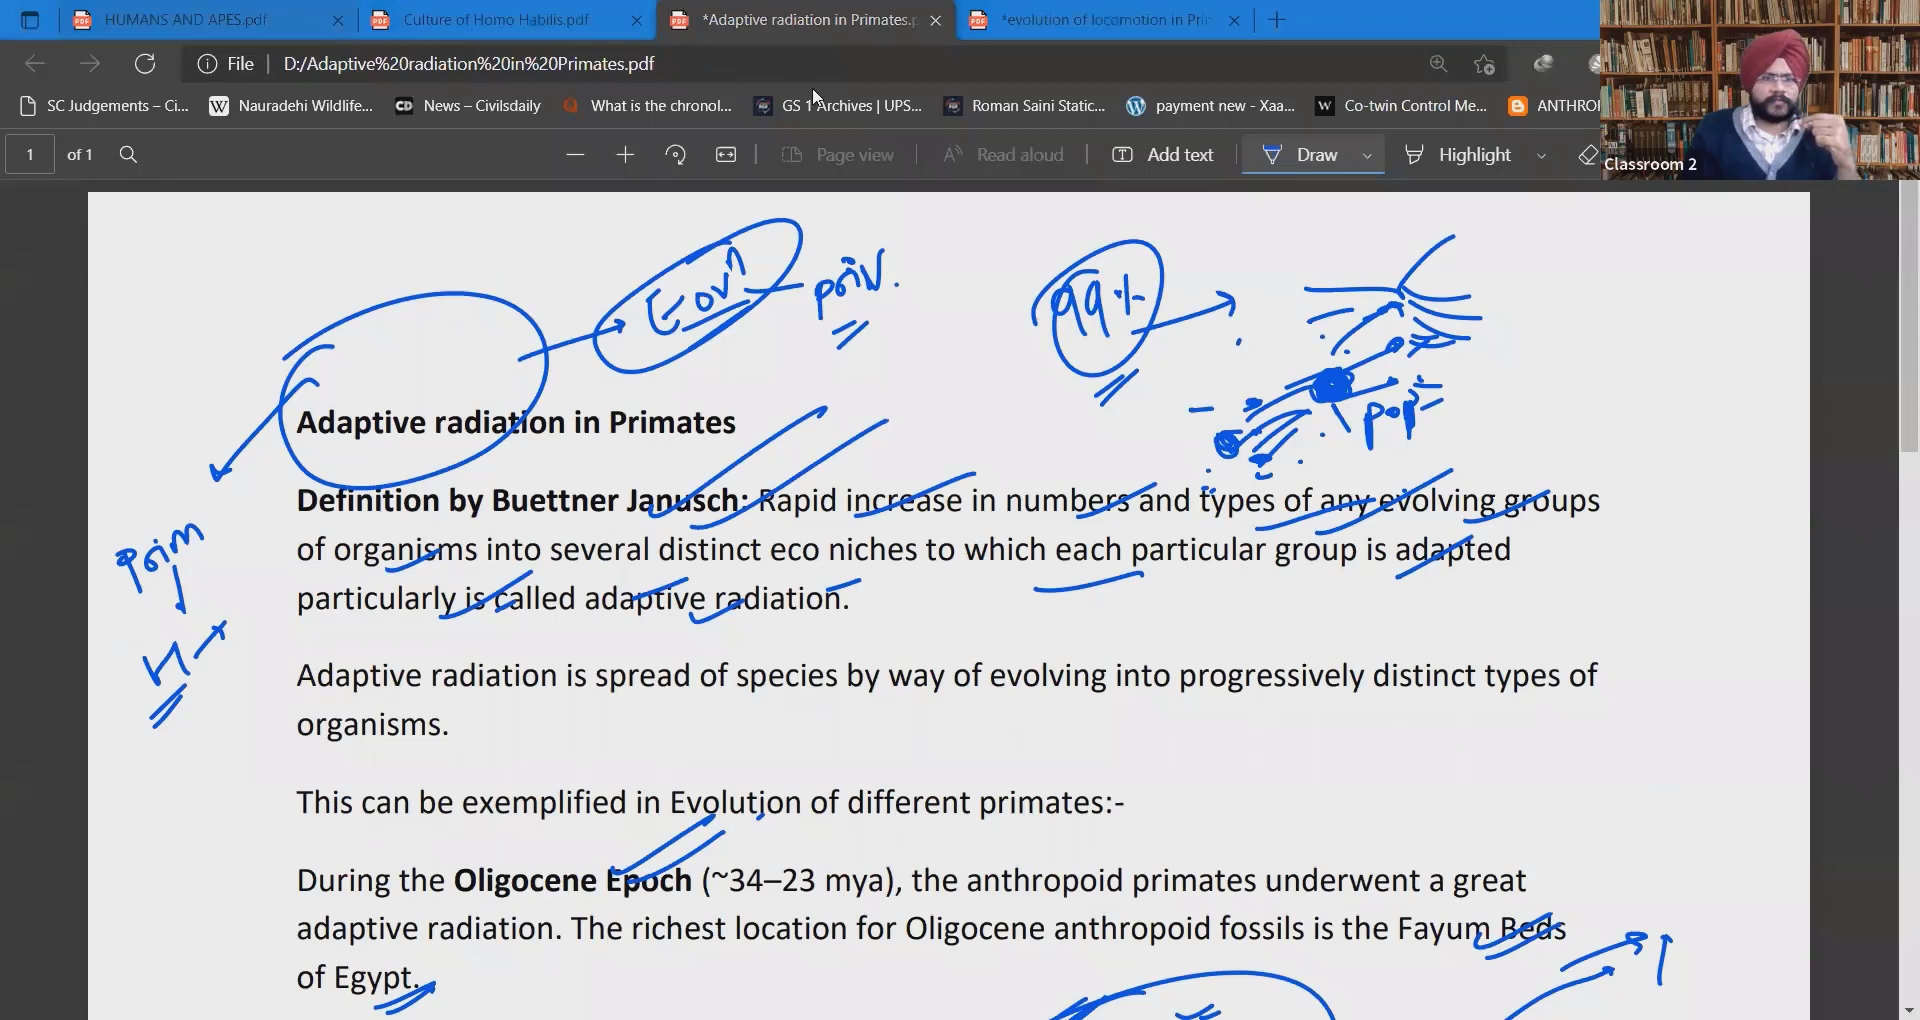 HUMANS AND APES.pdf
Culture of Homo Habilis.pdf
*Adaptive radiation in Primates.p
*evolution of locomotion in Prir
File
D:/Adaptive%20radiation%20in%20Primates.pdf
SC Judgements – Ci...
Nauradehi Wildlife...
CD
News – Civilsdaily
What is the chronol...
GS 1 Archives | UPS...
Roman Saini Static...
payment new - Xaa...
Co-twin Control Me...
ANTHRO
1
of 1
Page view
Read aloud
Add text
Draw
Highlight
Classroom 2
99%
popⁿ
Adaptive radiation in Primates
Definition by Buettner Janusch: Rapid increase in numbers and types of any evolving groups
of organisms into several distinct eco niches to which each particular group is adapted
particularly is called adaptive radiation.
Prim
H
Adaptive radiation is spread of species by way of evolving into progressively distinct types of
organisms.
This can be exemplified in Evolution of different primates:-
During the Oligocene Epoch (~34–23 mya), the anthropoid primates underwent a great
adaptive radiation. The richest location for Oligocene anthropoid fossils is the Fayum Beds
of Egypt.